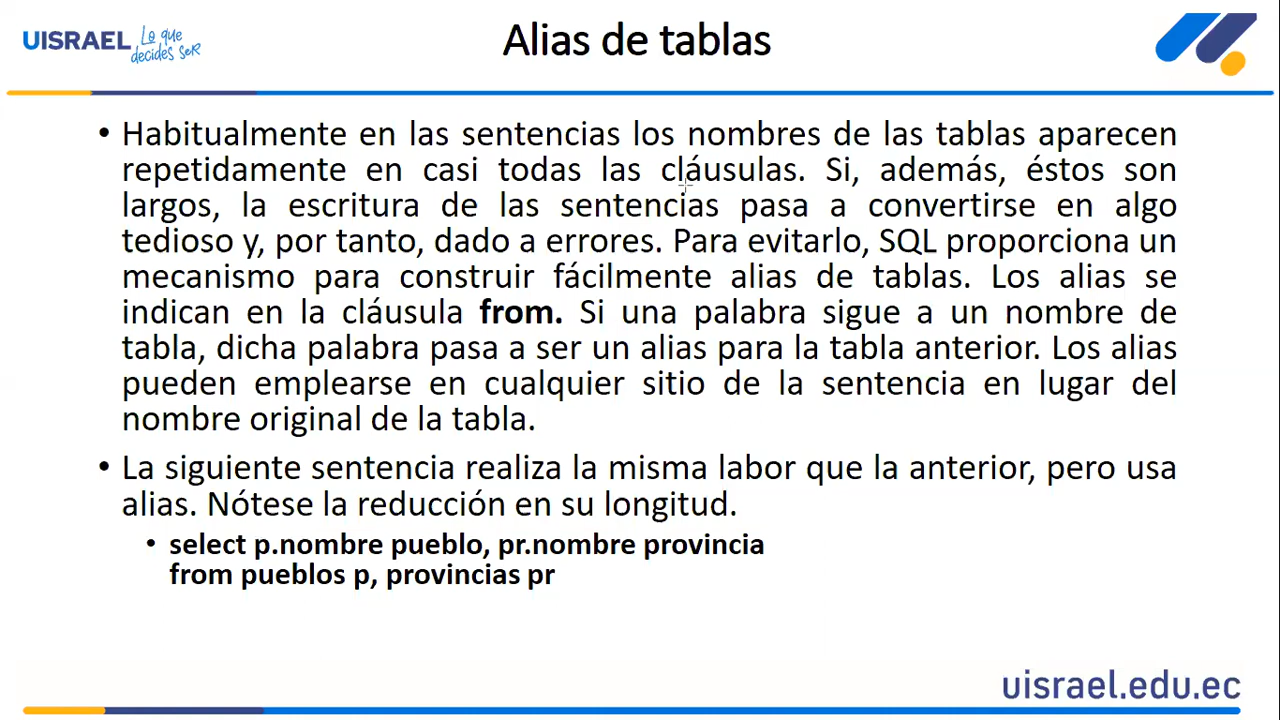 UISRAEL Lo que
decides seR
Alias de tablas
• Habitualmente en las sentencias los nombres de las tablas aparecen
repetidamente en casi todas las cláusulas. Si, además, éstos son
largos, la escritura de las sentencias pasa a convertirse en algo
tedioso y, por tanto, dado a errores. Para evitarlo, SQL proporciona un
mecanismo para construir fácilmente alias de tablas. Los alias se
indican en la cláusula from. Si una palabra sigue a un nombre de
tabla, dicha palabra pasa a ser un alias para la tabla anterior. Los alias
pueden emplearse en cualquier sitio de la sentencia en lugar del
nombre original de la tabla.
• La siguiente sentencia realiza la misma labor que la anterior, pero usa
alias. Nótese la reducción en su longitud.
• select p.nombre pueblo, pr.nombre provincia
from pueblos p, provincias pr
uisrael.edu.ec